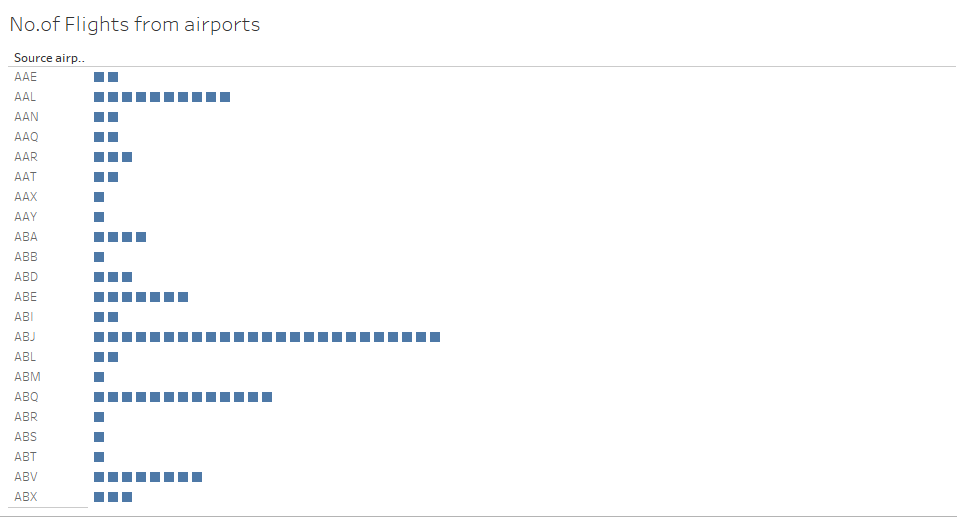 No.of Flights from airports
Source airp..
AAE
AAL
AAN
AAQ
AAR
AAT
AAX
AAY
ABA
ABB
ABD
ABE
ABI
ABJ
ABL
ABM
ABQ
ABR
ABS
ABT
ABV
ABX